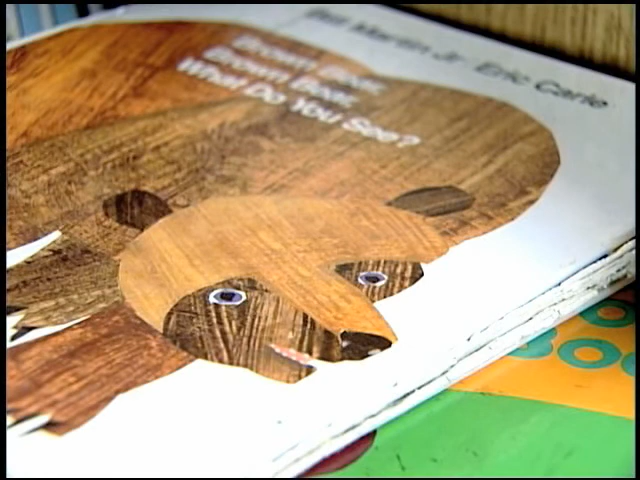 Bill Martin Jr / Eric Carle
Brown Bear,
Brown Bear,
What Do You See?